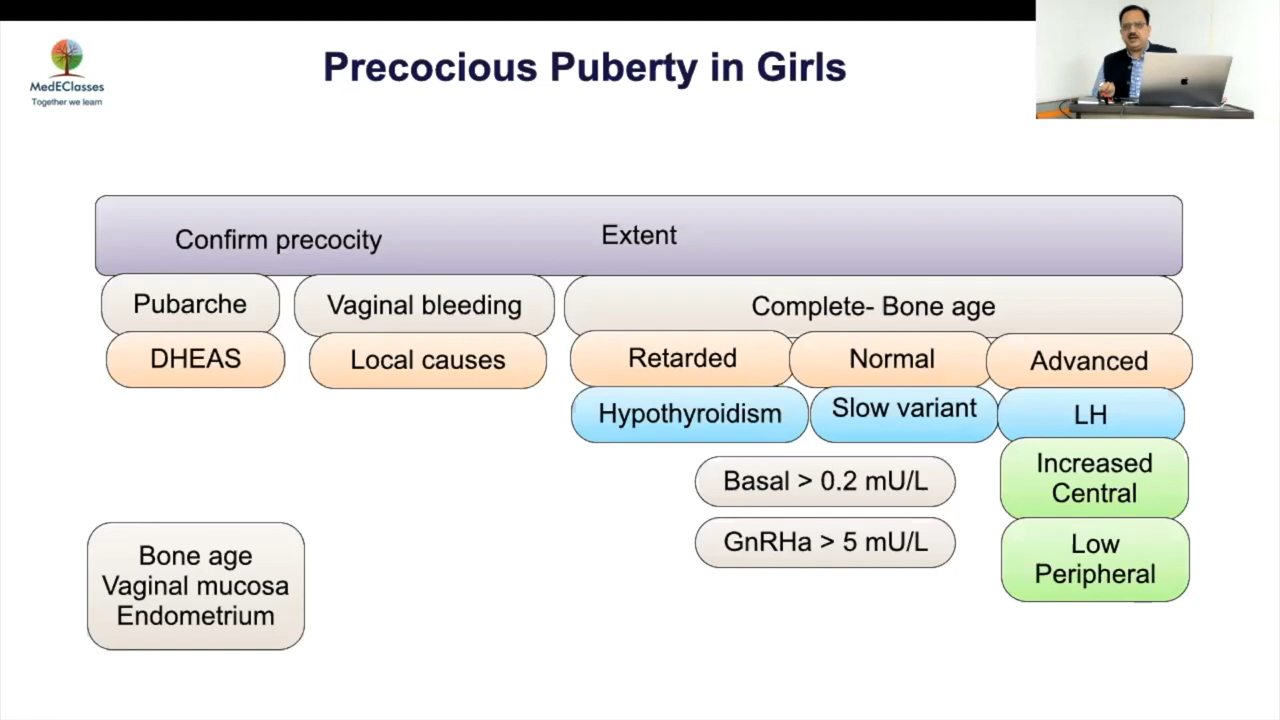 Precocious Puberty in Girls
MedEClasses
Together we learn
Confirm precocity
Extent
Pubarche
Vaginal bleeding
Complete- Bone age
DHEAS
Local causes
Retarded
Normal
Advanced
Hypothyroidism
Slow variant
LH
Basal > 0.2 mU/L
Increased
Central
GnRHa > 5 mU/L
Low
Peripheral
Bone age
Vaginal mucosa
Endometrium